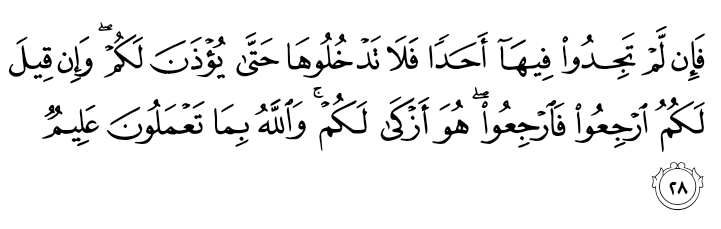 فَإِن لَّمْ تَجِدُوا۟ فِيهَآ أَحَدًا فَلَا تَدْخُلُوهَا حَتَّىٰ يُؤْذَنَ لَكُمْ ۖ وَإِن قِيلَ
لَكُمُ ٱرْجِعُوا۟ فَٱرْجِعُوا۟ ۖ هُوَ أَزْكَىٰ لَكُمْ ۚ وَٱللَّهُ بِمَا تَعْمَلُونَ عَلِيمٌ
٢٨